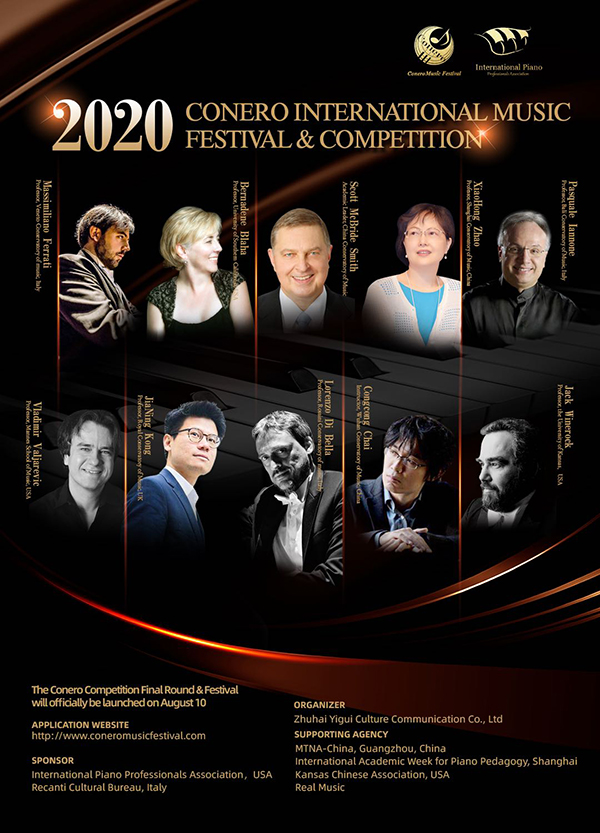 Conero Music Festival
International Piano
Professionals Association
2020
CONERO INTERNATIONAL MUSIC
FESTIVAL & COMPETITION
Massimiliano Ferrati
Professor, Veneto Conservatory of music, Italy
Bernadene Blaha
Professor, University of Southern
Scott McBride Smith
Academic Leader, China Conservatory of Music
XiaoHong Zhao
Professor, Shanghai Conservatory of Music China
Pasquale Iannone
Professor, Bali Conservatory of Music, Italy
Vladimir Valjarevic
Professor, Mannes School of Music, USA
JiaNing Kong
Professor, Royal Conservatory of Music UK
Lorenzo Di Bella
Professor, Conservatory of music
Congcong Chai
Instructor, Wuhan Conservatory of Music China
Jack Winerock
Professor, the University of Kansas, USA
The Conero Competition Final Round & Festival
will officially be launched on August 10
APPLICATION WEBSITE
http://www.coneromusicfestival.com
SPONSOR
International Piano Professionals Association, USA
Recanti Cultural Bureau, Italy
ORGANIZER
Zhuhai Yigui Culture Communication Co., Ltd
SUPPORTING AGENCY
MTNA-China, Guangzhou, China
International Academic Week for Piano Pedagogy, Shanghai
Kansas Chinese Association, USA
Real Music